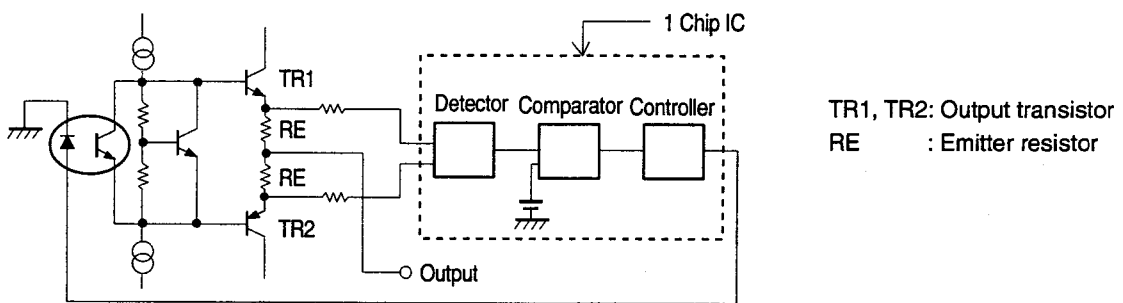 1 Chip IC
TR1
Detector Comparator Controller
RE
RE
TR2
Output
TR1, TR2: Output transistor
RE : Emitter resistor